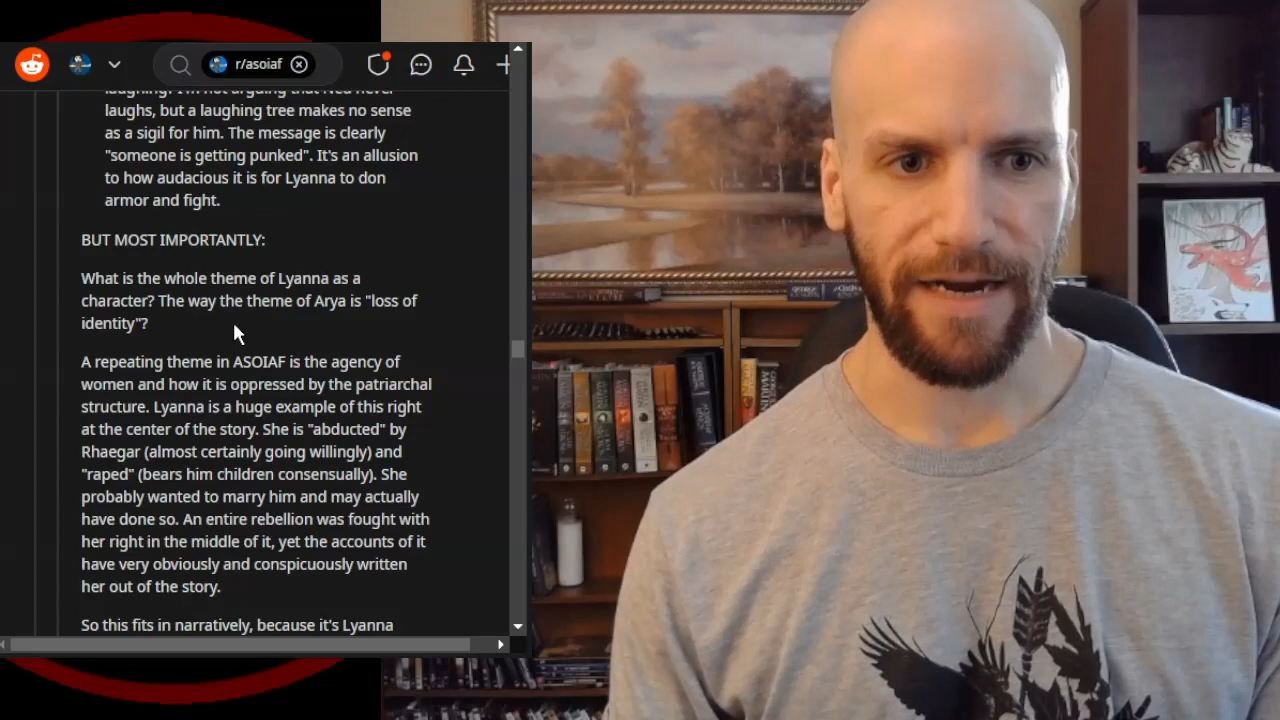 r/asoiaf
laughing! I'm not arguing that Ned never
laughs, but a laughing tree makes no sense
as a sigil for him. The message is clearly
"someone is getting punked". It's an allusion
to how audacious it is for Lyanna to don
armor and fight.
BUT MOST IMPORTANTLY:
What is the whole theme of Lyanna as a
character? The way the theme of Arya is "loss of
identity"?
A repeating theme in ASOIAF is the agency of
women and how it is oppressed by the patriarchal
structure. Lyanna is a huge example of this right
at the center of the story. She is "abducted" by
Rhaegar (almost certainly going willingly) and
"raped" (bears him children consensually). She
probably wanted to marry him and may actually
have done so. An entire rebellion was fought with
her right in the middle of it, yet the accounts of it
have very obviously and conspicuously written
her out of the story.
So this fits in narratively, because it's Lyanna